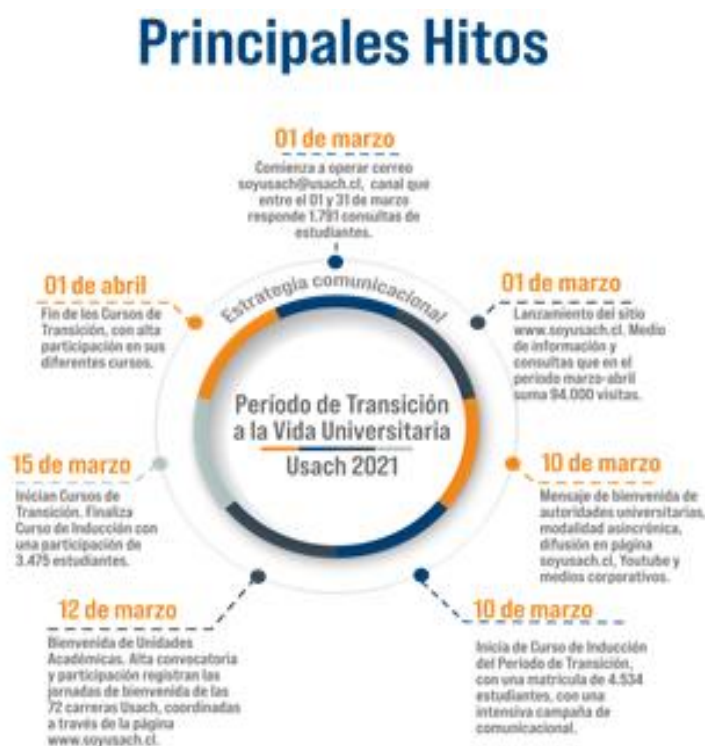 Principales Hitos
01 de marzo
Comienza a operar correo
soyusach@usach.cl, canal que
entre el 01 y 31 de marzo
responde 1.791 consultas de
estudiantes.
01 de marzo
Lanzamiento del sitio
www.soyusach.cl. Medio
de información y
consultas que en el
período marzo-abril
suma 94.000 visitas.
10 de marzo
Mensaje de bienvenida de
autoridades universitarias,
modalidad asincrónica,
difusión en página
soyusach.cl, Youtube y
medios corporativos.
10 de marzo
Inicia de Curso de Inducción
del Periodo de Transición,
con una matrícula de 4.534
estudiantes, con una
intensiva campaña de
comunicacional.
12 de marzo
Bienvenida de Unidades
Académicas. Alta convocatoria
y participación registran las
jornadas de bienvenida de las
72 carreras Usach, coordinadas
a través de la página
www.soyusach.cl.
15 de marzo
Inician Cursos de
Transición. Finaliza
Curso de Inducción con
una participación de
3.475 estudiantes.
01 de abril
Fin de los Cursos de
Transición, con alta
participación en sus
diferentes cursos.
Estrategia comunicacional
Período de Transición
a la Vida Universitaria
Usach 2021